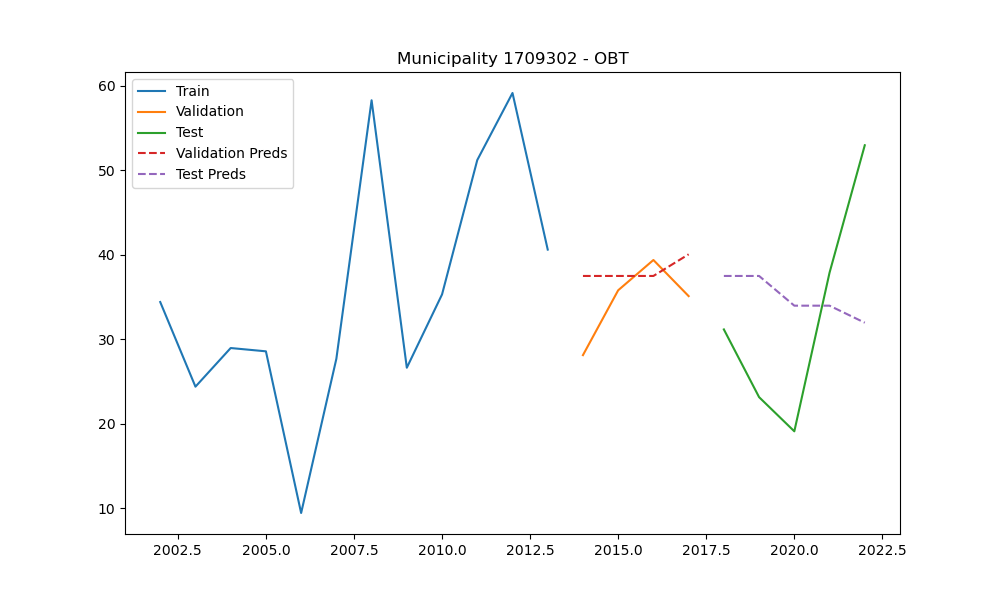 Municipality 1709302 - OBT
Train
Validation
Test
Validation Preds
Test Preds
60
50
40
30
20
10
2002.5 2005.0 2007.5 2010.0 2012.5 2015.0 2017.5 2020.0 2022.5